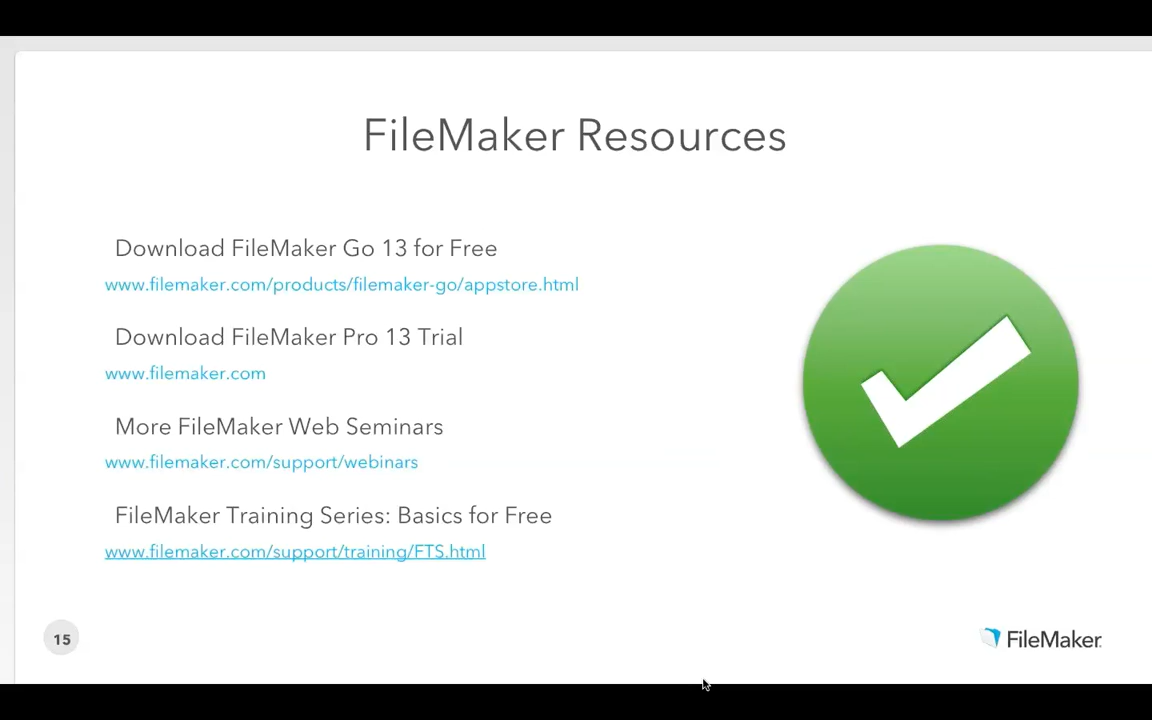 FileMaker Resources
Download FileMaker Go 13 for Free
www.filemaker.com/products/filemaker-go/appstore.html
Download FileMaker Pro 13 Trial
www.filemaker.com
More FileMaker Web Seminars
www.filemaker.com/support/webinars
FileMaker Training Series: Basics for Free
www.filemaker.com/support/training/FTS.html
15
FileMaker